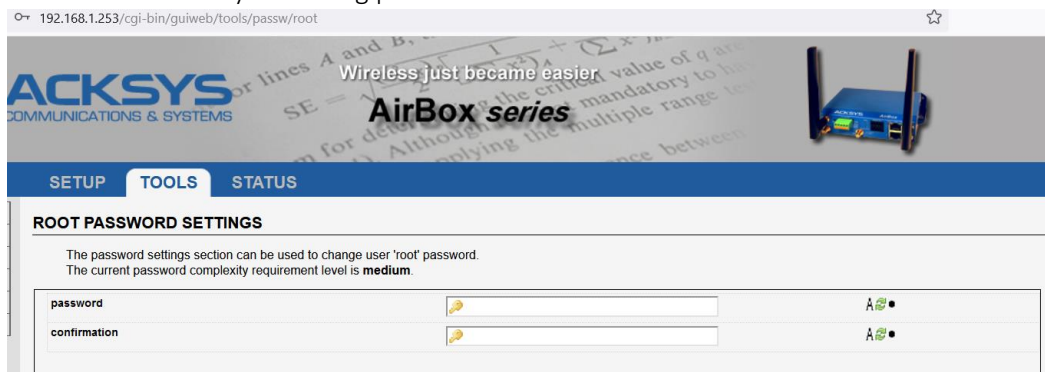 192.168.1.253/cgi-bin/guiweb/tools/passw/root
ACKSYS
COMMUNICATIONS & SYSTEMS
Wireless just became easier
AirBox series
SETUP TOOLS STATUS
ROOT PASSWORD SETTINGS
The password settings section can be used to change user 'root' password.
The current password complexity requirement level is medium.
password
confirmation